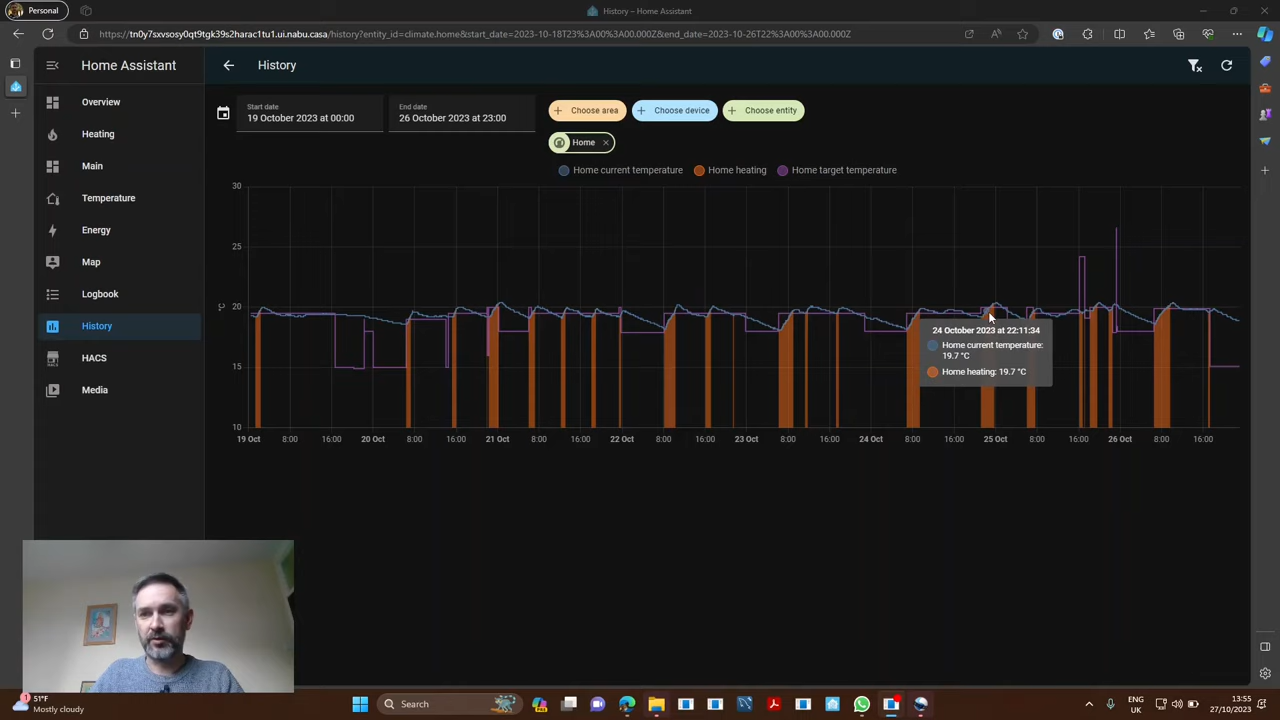 Personal
History – Home Assistant
https://tn0y7sxvsosy0qt9tgk39s2harac1tu1.ui.nabu.casa/history?entity_id=climate.home&start_date=2023-10-18T23%3A00%3A00.000Z&end_date=2023-10-26T22%3A00%3A00.000Z
Home Assistant
History
Overview
Heating
Main
Temperature
Energy
Map
Logbook
History
HACS
Media
Start date
19 October 2023 at 00:00
End date
26 October 2023 at 23:00
+ Choose area
+ Choose device
+ Choose entity
Home ×
Home current temperature Home heating Home target temperature
°C
30
25
20
15
10
19 Oct 8:00 16:00 20 Oct 8:00 16:00 21 Oct 8:00 16:00 22 Oct 8:00 16:00 23 Oct 8:00 16:00 24 Oct 8:00 16:00 25 Oct 8:00 16:00 26 Oct 8:00 16:00
24 October 2023 at 22:11:34
Home current temperature:
19.7 °C
Home heating: 19.7 °C
1
51°F
Mostly cloudy
Search
ENG
UK
13:55
27/10/2023